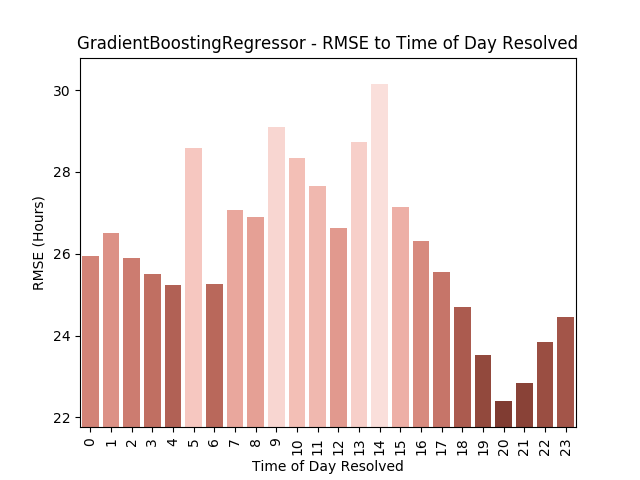 GradientBoostingRegressor - RMSE to Time of Day Resolved
30
28
26
24
22
RMSE (Hours)
0 1 2 3 4 5 6 7 8 9 10 11 12 13 14 15 16 17 18 19 20 21 22 23
Time of Day Resolved